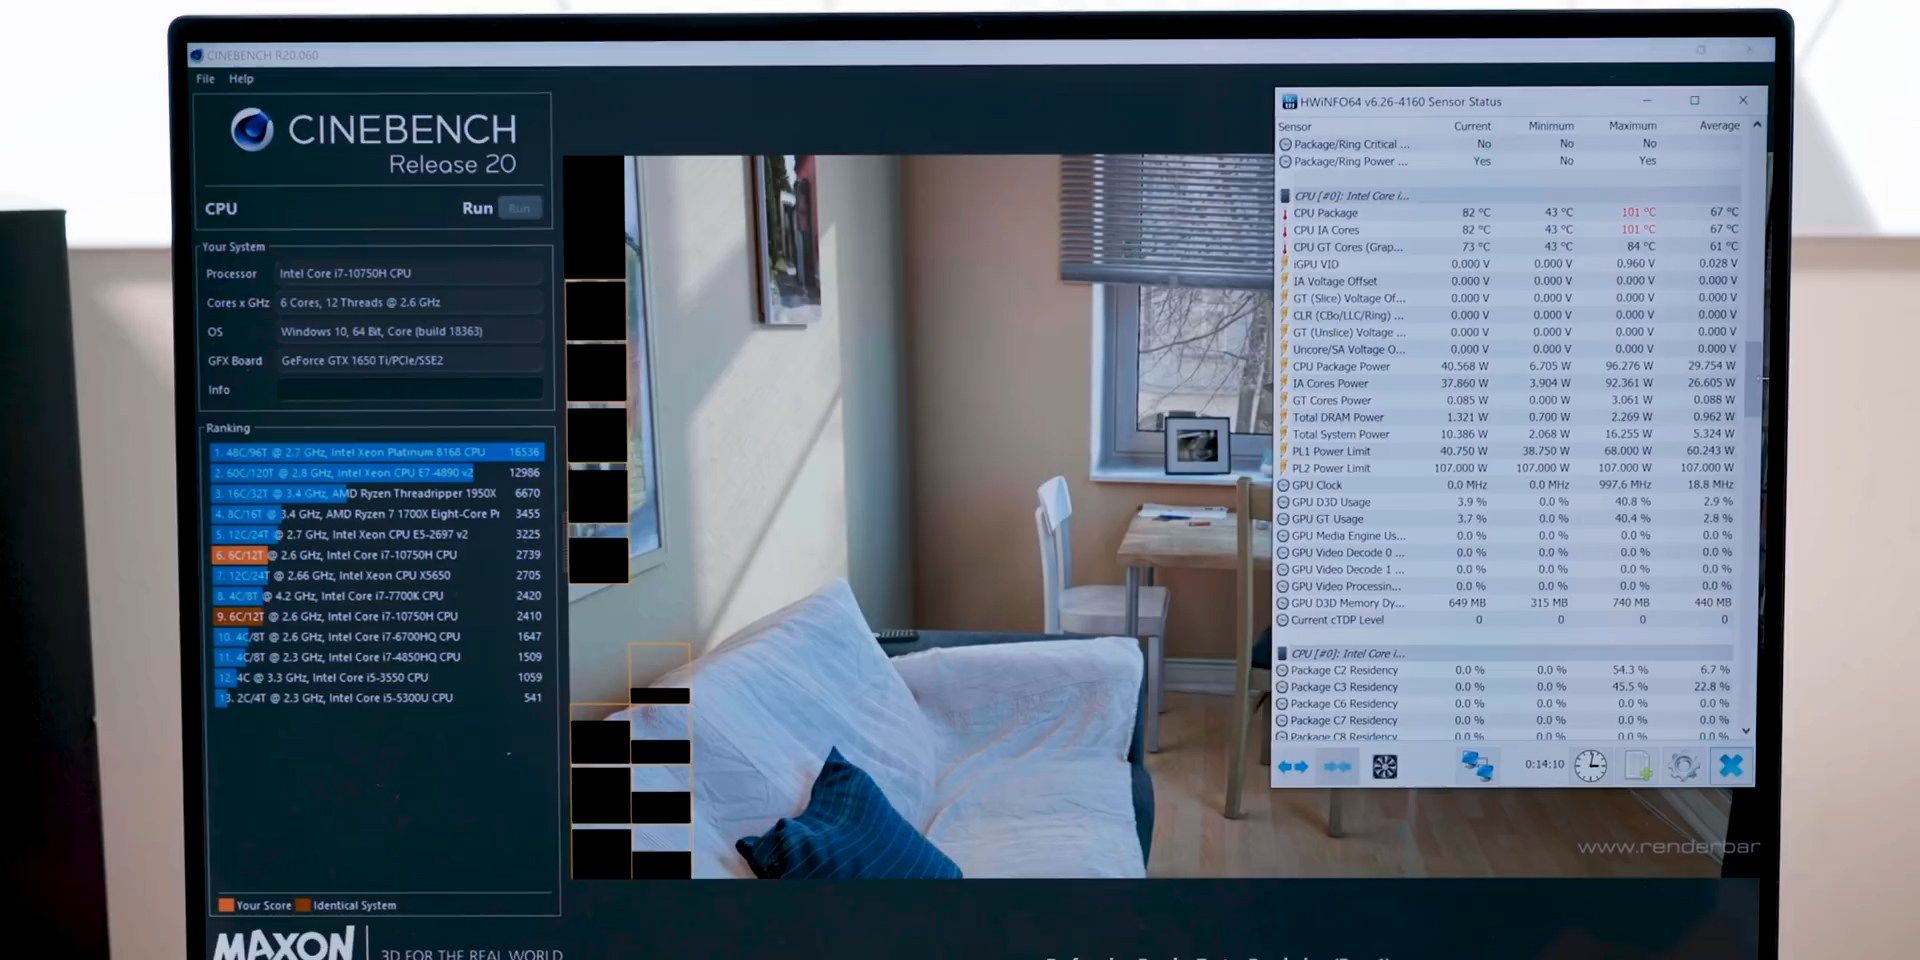 CINEBENCH R20.060
File Help
CINEBENCH
Release 20
CPU Run Run
Your System
Processor Intel Core i7-10750H CPU
Cores x GHz 6 Cores, 12 Threads @ 2.6 GHz
OS Windows 10, 64 Bit, Core (build 18363)
GFX Board GeForce GTX 1650 Ti/PCIe/SSE2
Info
Ranking
1. 48C/96T @ 2.7 GHz, Intel Xeon Platinum 8168 CPU 16536
2. 60C/120T @ 2.8 GHz, Intel Xeon CPU E7-4890 v2 12986
3. 16C/32T @ 3.4 GHz, AMD Ryzen Threadripper 1950X 6670
4. 8C/16T @ 3.4 GHz, AMD Ryzen 7 1700X Eight-Core Pr 3455
5. 12C/24T @ 2.7 GHz, Intel Xeon CPU E5-2697 v2 3225
6. 6C/12T @ 2.6 GHz, Intel Core i7-10750H CPU 2739
7. 12C/24T @ 2.66 GHz, Intel Xeon CPU X5650 2705
8. 4C/8T @ 4.2 GHz, Intel Core i7-7700K CPU 2420
9. 6C/12T @ 2.6 GHz, Intel Core i7-10750H CPU 2410
10. 4C/8T @ 2.6 GHz, Intel Core i7-6700HQ CPU 1647
11. 4C/8T @ 2.3 GHz, Intel Core i7-4850HQ CPU 1509
12. 4C @ 3.3 GHz, Intel Core i5-3550 CPU 1059
13. 2C/4T @ 2.3 GHz, Intel Core i5-5300U CPU 541
Your Score Identical System
MAXON 3D FOR THE REAL WORLD
HWiNFO64 v6.26-4160 Sensor Status
Sensor Current Minimum Maximum Average
Package/Ring Critical ... No No No
Package/Ring Power ... Yes No Yes
CPU [#0]: Intel Core i...
CPU Package 82 °C 43 °C 101 °C 67 °C
CPU IA Cores 82 °C 43 °C 101 °C 67 °C
CPU GT Cores (Grap... 73 °C 43 °C 84 °C 61 °C
iGPU VID 0.000 V 0.000 V 0.960 V 0.028 V
IA Voltage Offset 0.000 V 0.000 V 0.000 V 0.000 V
GT (Slice) Voltage Of... 0.000 V 0.000 V 0.000 V 0.000 V
CLR (CBo/LLC/Ring) ... 0.000 V 0.000 V 0.000 V 0.000 V
GT (Unslice) Voltage ... 0.000 V 0.000 V 0.000 V 0.000 V
Uncore/SA Voltage O... 0.000 V 0.000 V 0.000 V 0.000 V
CPU Package Power 40.568 W 6.705 W 96.276 W 29.754 W
IA Cores Power 37.860 W 3.904 W 92.361 W 26.605 W
GT Cores Power 0.085 W 0.000 W 3.061 W 0.088 W
Total DRAM Power 1.321 W 0.700 W 2.269 W 0.962 W
Total System Power 10.386 W 2.068 W 16.255 W 5.324 W
PL1 Power Limit 40.750 W 38.750 W 68.000 W 60.243 W
PL2 Power Limit 107.000 W 107.000 W 107.000 W 107.000 W
GPU Clock 0.0 MHz 0.0 MHz 997.6 MHz 18.8 MHz
GPU D3D Usage 3.9 % 0.0 % 40.8 % 2.9 %
GPU GT Usage 3.7 % 0.0 % 40.4 % 2.8 %
GPU Media Engine Us... 0.0 % 0.0 % 0.0 % 0.0 %
GPU Video Decode 0 ... 0.0 % 0.0 % 0.0 % 0.0 %
GPU Video Decode 1 ... 0.0 % 0.0 % 0.0 % 0.0 %
GPU Video Processin... 0.0 % 0.0 % 0.0 % 0.0 %
GPU D3D Memory Dy... 649 MB 315 MB 740 MB 440 MB
Current cTDP Level 0 0 0 0
CPU [#0]: Intel Core i...
Package C2 Residency 0.0 % 0.0 % 54.3 % 6.7 %
Package C3 Residency 0.0 % 0.0 % 45.5 % 22.8 %
Package C6 Residency 0.0 % 0.0 % 0.0 % 0.0 %
Package C7 Residency 0.0 % 0.0 % 0.0 % 0.0 %
Package C8 Residency 0.0 % 0.0 % 0.0 % 0.0 %
0:14:10
www.renderbar